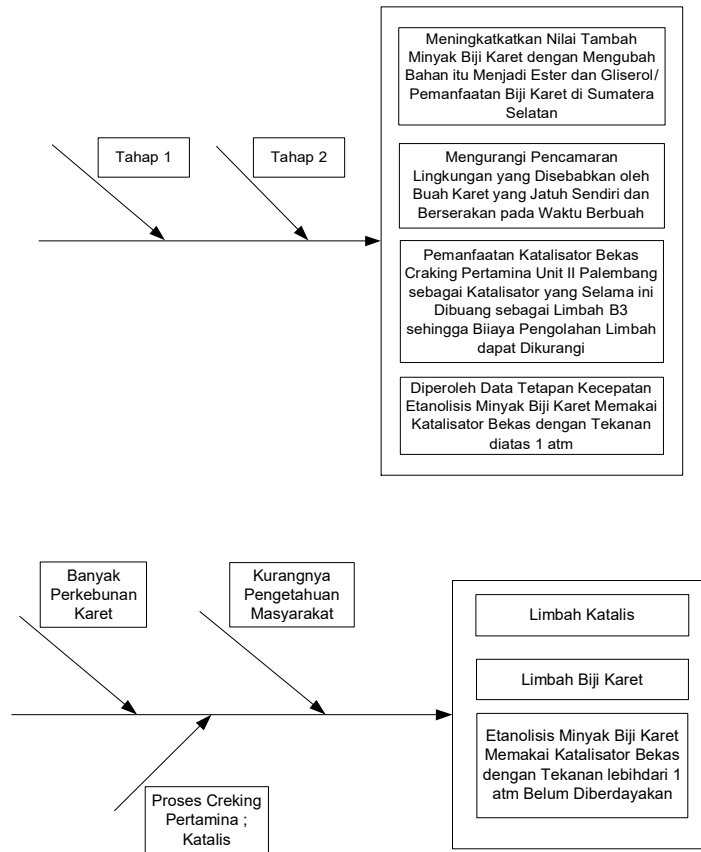 Meningkatkatkan Nilai Tambah
Minyak Biji Karet dengan Mengubah
Bahan itu Menjadi Ester dan Gliserol/
Pemanfaatan Biji Karet di Sumatera
Selatan
Tahap 1
Tahap 2
Mengurangi Pencamaran
Lingkungan yang Disebabkan oleh
Buah Karet yang Jatuh Sendiri dan
Berserakan pada Waktu Berbuah
Pemanfaatan Katalisator Bekas
Craking Pertamina Unit II Palembang
sebagai Katalisator yang Selama ini
Dibuang sebagai Limbah B3
sehingga Biiaya Pengolahan Limbah
dapat Dikurangi
Diperoleh Data Tetapan Kecepatan
Etanolisis Minyak Biji Karet Memakai
Katalisator Bekas dengan Tekanan
diatas 1 atm
Banyak
Perkebunan
Karet
Kurangnya
Pengetahuan
Masyarakat
Limbah Katalis
Limbah Biji Karet
Etanolisis Minyak Biji Karet
Memakai Katalisator Bekas
dengan Tekanan lebihdari 1
atm Belum Diberdayakan
Proses Creking
Pertamina ;
Katalis